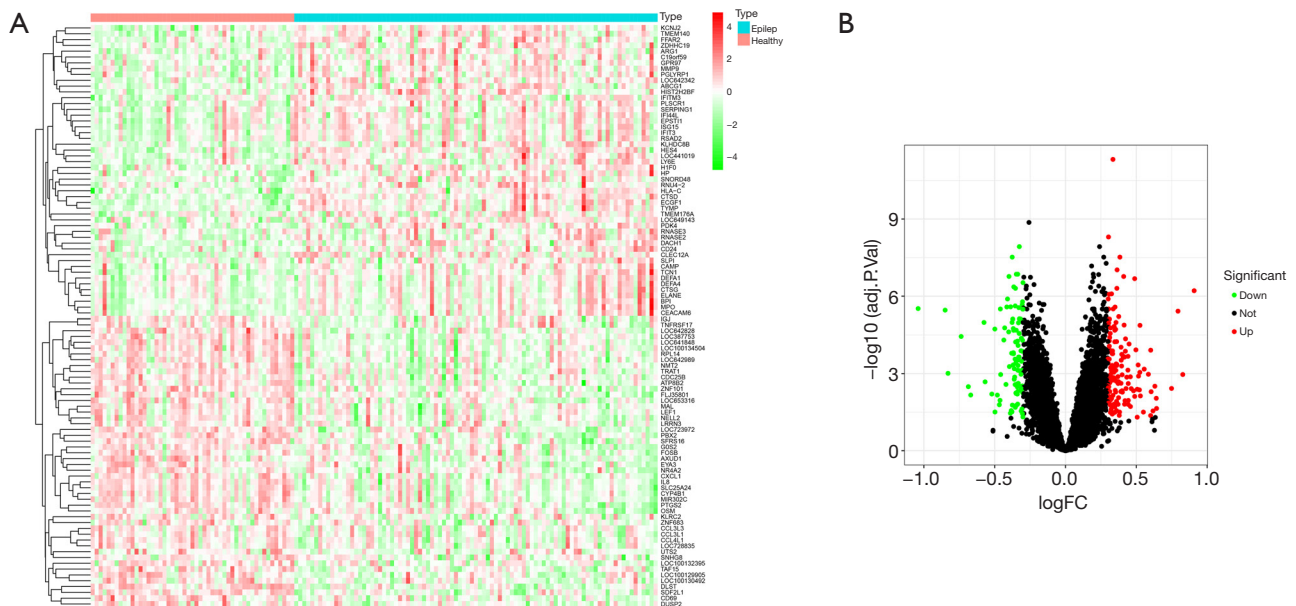 A
Type
KCNJ2
TMEM140
FFAR2
ZDHHC19
ARG1
C19orf59
GPR97
MMP9
PGLYRP1
LOC642342
ABCG1
HIST2H2BF
IFITM3
PLSCR1
SERPING1
IFI44L
EPSTI1
ISG15
IFIT3
RSAD2
KLHDC8B
HES4
LOC441019
LY6E
H1F0
HP
SNORD48
RNU4−2
HLA−C
CTSD
ECGF1
TYMP
TMEM176A
LOC649143
PDK4
RNASE3
RNASE2
DACH1
CD24
CLEC12A
SLPI
CAMP
TCN1
DEFA1
DEFA4
CTSG
ELANE
BPI
MPO
CEACAM6
IGJ
TNFRSF17
LOC642828
LOC387753
LOC641848
LOC100134504
RPL14
LOC642989
NMT2
TRAT1
CDC25B
ATP8B2
ZNF101
FLJ35801
LOC653316
MAL
LEF1
NELL2
LRRN3
LOC723972
PBX2
SFRS16
G0S2
FOSB
AXUD1
EYA3
NR4A2
CXCL1
IL8
SLC25A24
CYP4B1
MIR302C
PTGS2
OSM
KLRC2
ZNF683
CCL3L3
CCL3L1
CCL4L1
LOC728835
UTS2
SNHG8
LOC100132395
TAF15
LOC100129905
LOC100130492
DLST
SDF2L1
CD69
DUSP2
4
2
0
−2
−4
Type
Epilep
Healthy
B
−log10 (adj. P.Val)
9
6
3
0
−1.0 −0.5 0.0 0.5 1.0
logFC
Significant
Down
Not
Up